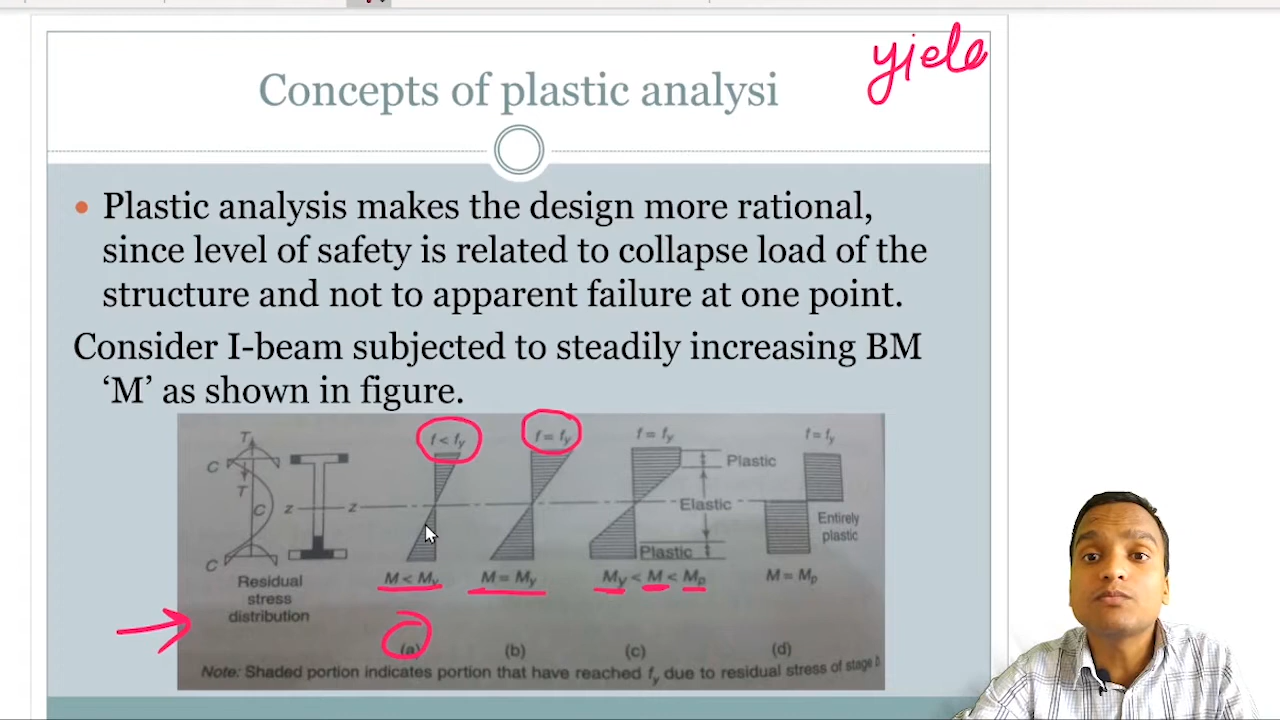 yield
Concepts of plastic analysi
Plastic analysis makes the design more rational,
since level of safety is related to collapse load of the
structure and not to apparent failure at one point.
Consider I-beam subjected to steadily increasing BM
‘M’ as shown in figure.
T
C
T
C
C
Residual
stress
distribution
z
z
f < fy
M < My
(a)
f = fy
M = My
(b)
f = fy
Plastic
Elastic
Plastic
My < M < Mp
(c)
f = fy
Entirely
plastic
M = Mp
(d)
Note: Shaded portion indicates portion that have reached fy due to residual stress of stage b